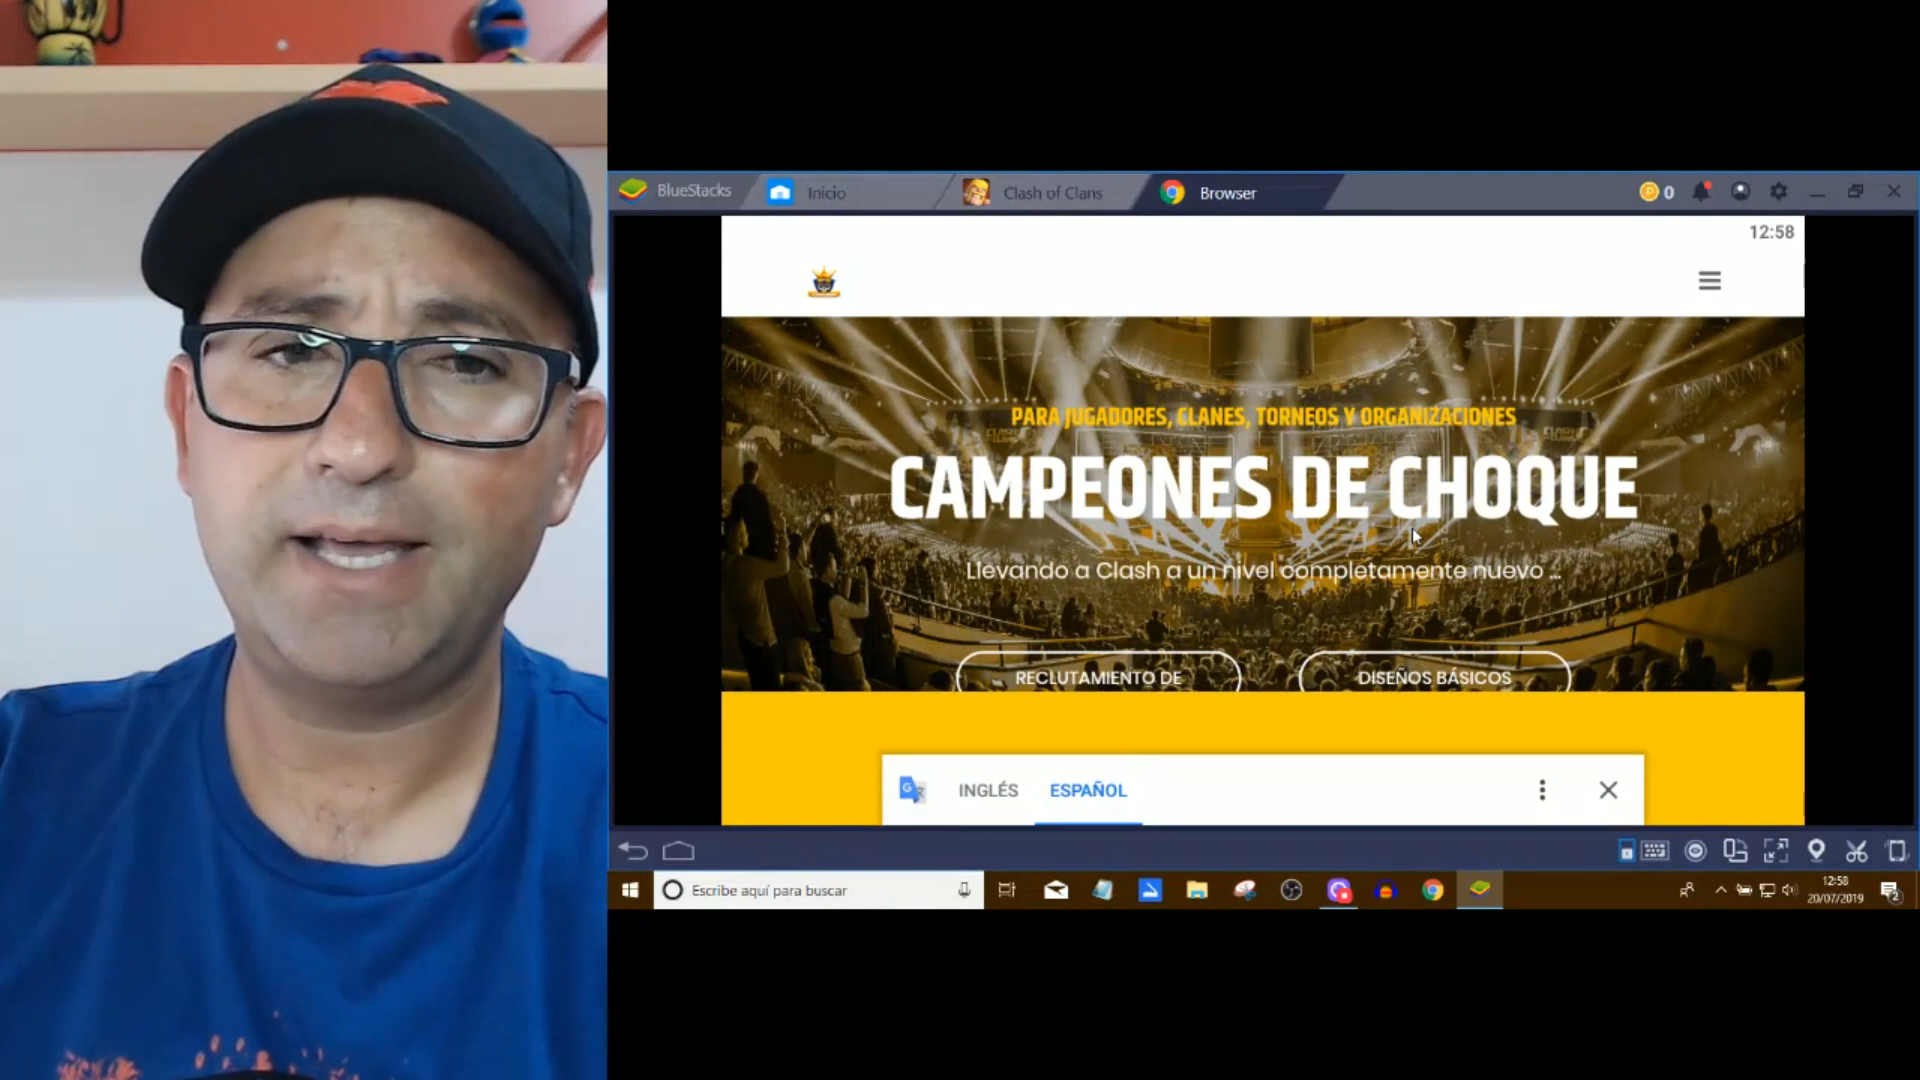 BlueStacks
Inicio
Clash of Clans
Browser
0
12:58
PARA JUGADORES, CLANES, TORNEOS Y ORGANIZACIONES
CAMPEONES DE CHOQUE
Llevando a Clash a un nivel completamente nuevo ...
RECLUTAMIENTO DE
DISEÑOS BÁSICOS
INGLÉS
ESPAÑOL
Escribe aquí para buscar
12:58
20/07/2019
2